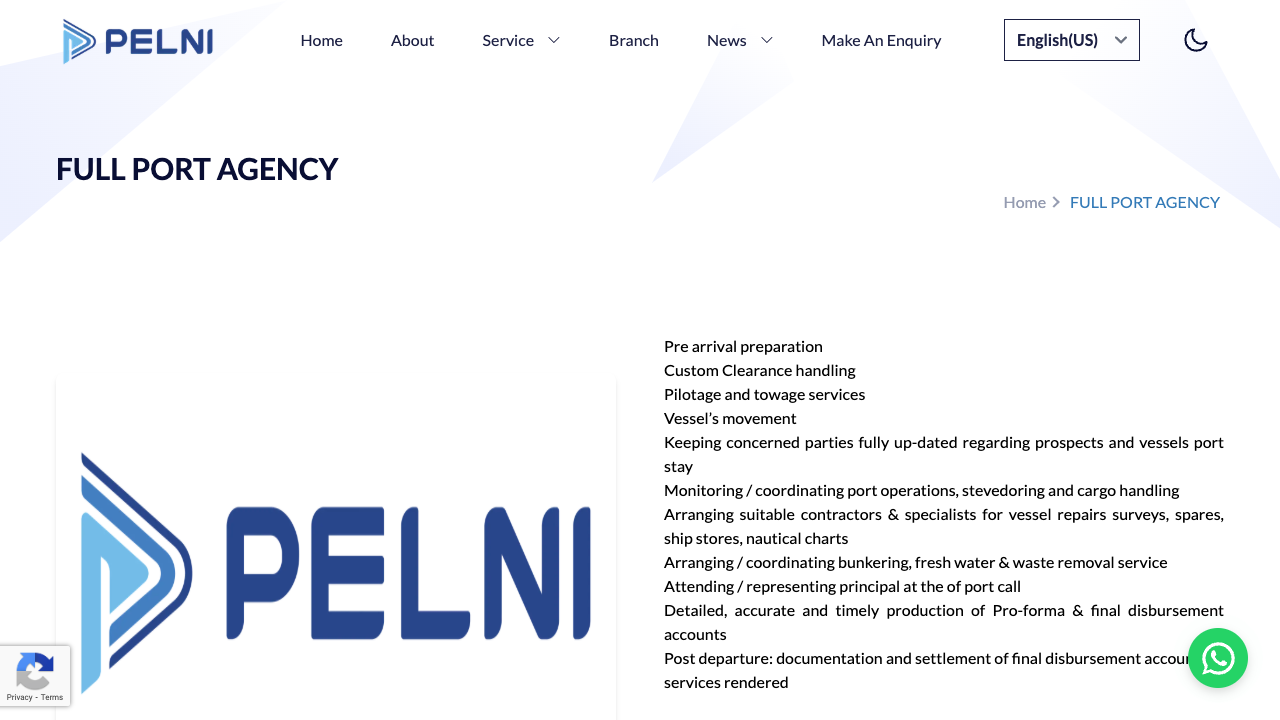 PELNI
Home
About
Service
Branch
News
Make An Enquiry
English(US)
FULL PORT AGENCY
Home
FULL PORT AGENCY
PELNI
Pre arrival preparation
Custom Clearance handling
Pilotage and towage services
Vessel’s movement
Keeping concerned parties fully up-dated regarding prospects and vessels port
stay
Monitoring / coordinating port operations, stevedoring and cargo handling
Arranging suitable contractors & specialists for vessel repairs surveys, spares,
ship stores, nautical charts
Arranging / coordinating bunkering, fresh water & waste removal service
Attending / representing principal at the of port call
Detailed, accurate and timely production of Pro-forma & final disbursement
accounts
Post departure: documentation and settlement of final disbursement
services rendered
Privacy - Terms